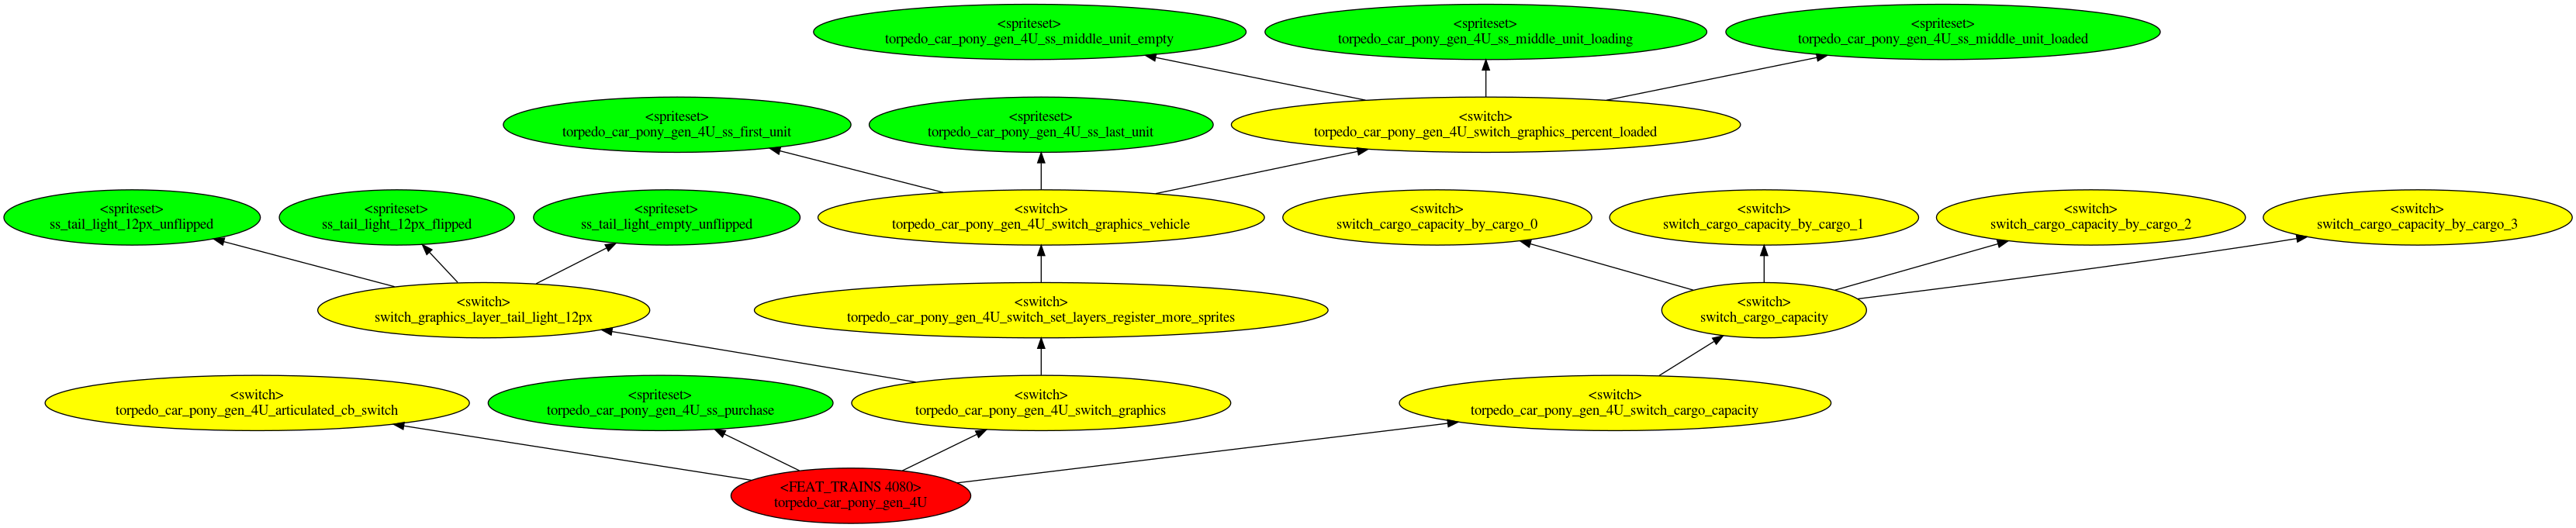 <spriteset>
torpedo_car_pony_gen_4U_ss_middle_unit_empty
<spriteset>
torpedo_car_pony_gen_4U_ss_middle_unit_loading
<spriteset>
torpedo_car_pony_gen_4U_ss_middle_unit_loaded
<spriteset>
torpedo_car_pony_gen_4U_ss_first_unit
<spriteset>
torpedo_car_pony_gen_4U_ss_last_unit
<switch>
torpedo_car_pony_gen_4U_switch_graphics_percent_loaded
<spriteset>
ss_tail_light_12px_unflipped
<spriteset>
ss_tail_light_12px_flipped
<spriteset>
ss_tail_light_empty_unflipped
<switch>
torpedo_car_pony_gen_4U_switch_graphics_vehicle
<switch>
switch_cargo_capacity_by_cargo_0
<switch>
switch_cargo_capacity_by_cargo_1
<switch>
switch_cargo_capacity_by_cargo_2
<switch>
switch_cargo_capacity_by_cargo_3
<switch>
switch_graphics_layer_tail_light_12px
<switch>
torpedo_car_pony_gen_4U_switch_set_layers_register_more_sprites
<switch>
switch_cargo_capacity
<switch>
torpedo_car_pony_gen_4U_articulated_cb_switch
<spriteset>
torpedo_car_pony_gen_4U_ss_purchase
<switch>
torpedo_car_pony_gen_4U_switch_graphics
<switch>
torpedo_car_pony_gen_4U_switch_cargo_capacity
<FEAT_TRAINS 4080>
torpedo_car_pony_gen_4U